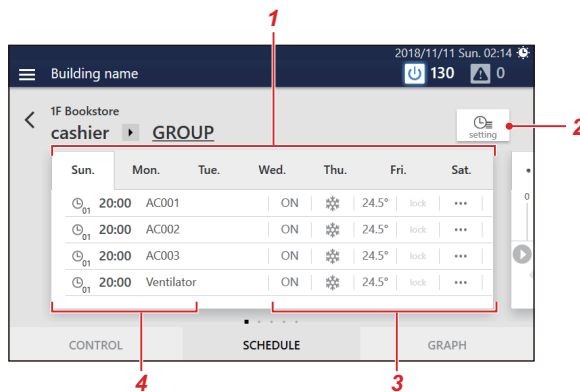 1
2018/11/11 Sun. 02:14
Building name 130 0
1F Bookstore
cashier GROUP
setting
2
Sun. Mon. Tue. Wed. Thu. Fri. Sat.
01 20:00 AC001 ON 24.5° lock •••
01 20:00 AC002 ON 24.5° lock •••
01 20:00 AC003 ON 24.5° lock •••
01 20:00 Ventilator ON 24.5° lock •••
0
CONTROL SCHEDULE GRAPH
4 3